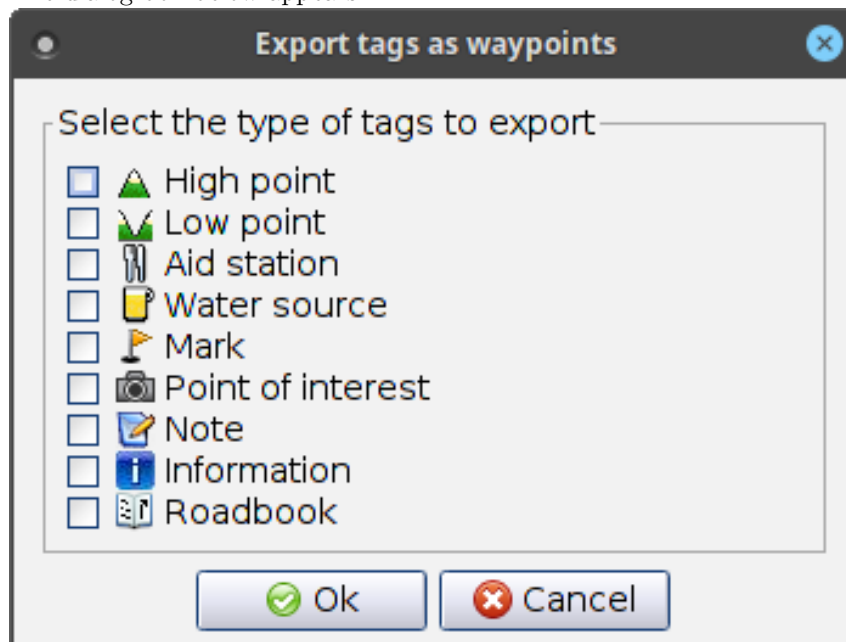 Export tags as waypoints
Select the type of tags to export
High point
Low point
Aid station
Water source
Mark
Point of interest
Note
Information
Roadbook
Ok
Cancel